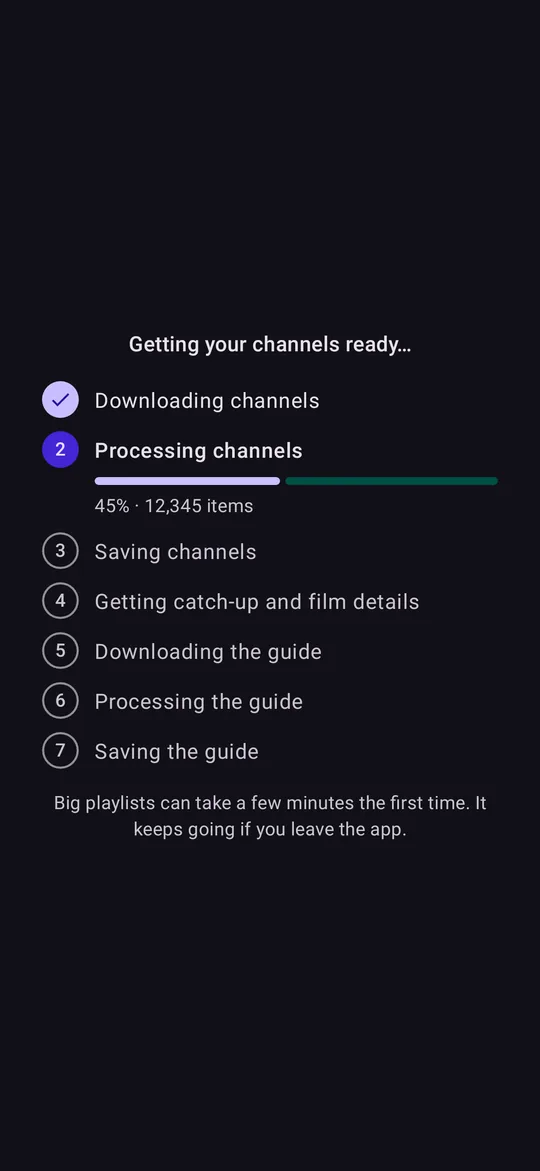 Getting your channels ready…
Downloading channels
2 Processing channels
45% · 12,345 items
3 Saving channels
4 Getting catch-up and film details
5 Downloading the guide
6 Processing the guide
7 Saving the guide
Big playlists can take a few minutes the first time. It
keeps going if you leave the app.